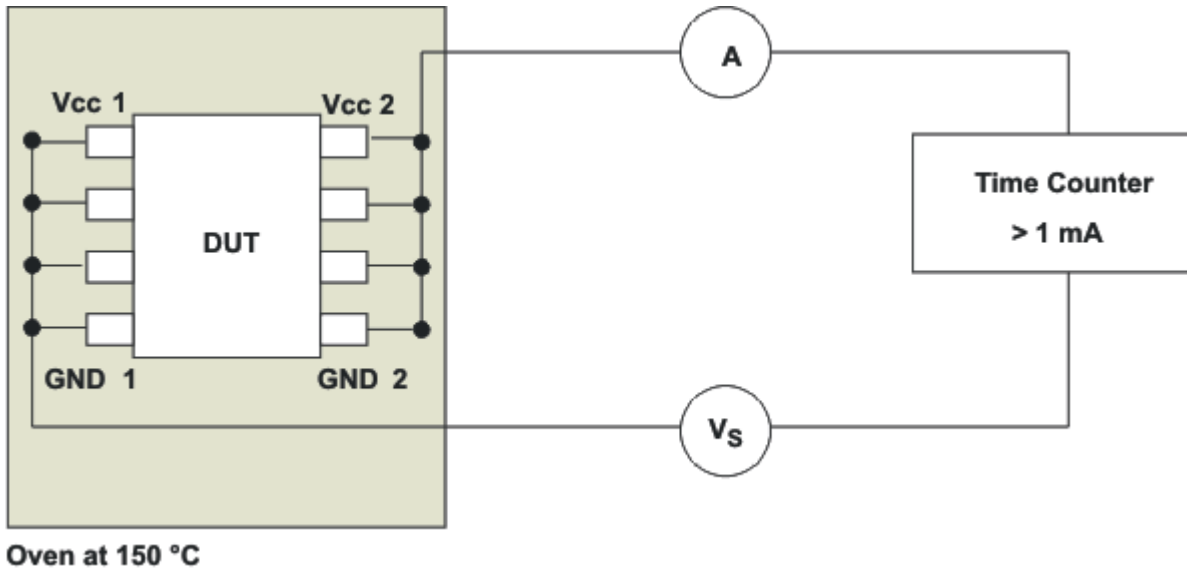 Vcc 1
Vcc 2
DUT
GND 1
GND 2
A
Time Counter
> 1 mA
VS
Oven at 150 °C